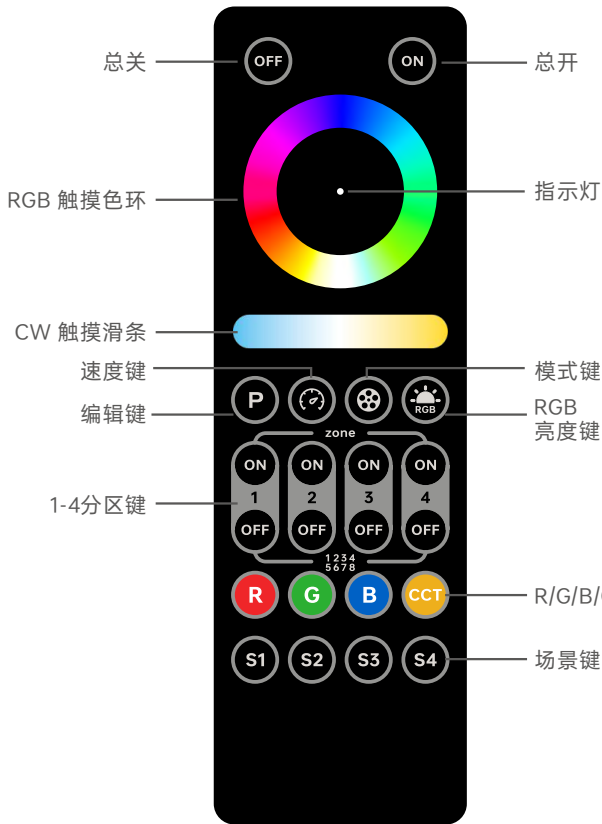 总关
OFF
ON
总开
RGB 触摸色环
指示灯
CW 触摸滑条
速度键
模式键
编辑键
P
RGB
RGB
亮度键
zone
ON
ON
ON
ON
1-4分区键
1
2
3
4
OFF
OFF
OFF
OFF
1234
5678
R
G
B
CCT
R/G/B/
S1
S2
S3
S4
场景键